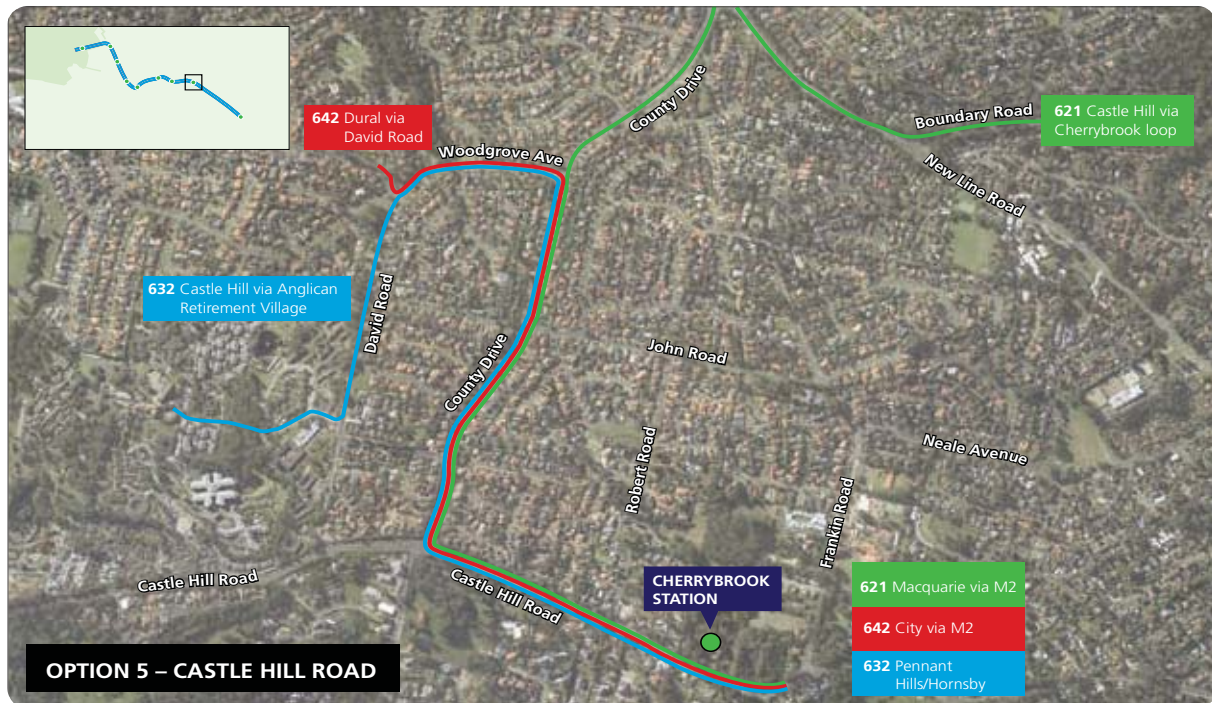 642 Dural via
David Road
Woodgrove Ave
County Drive
Boundary Road
621 Castle Hill via
Cherrybrook loop
New Line Road
632 Castle Hill via Anglican
Retirement Village
David Road
County Drive
John Road
Robert Road
Neale Avenue
Frankin Road
Castle Hill Road
Castle Hill Road
CHERRYBROOK
STATION
621 Macquarie via M2
642 City via M2
632 Pennant
Hills/Hornsby
OPTION 5 – CASTLE HILL ROAD